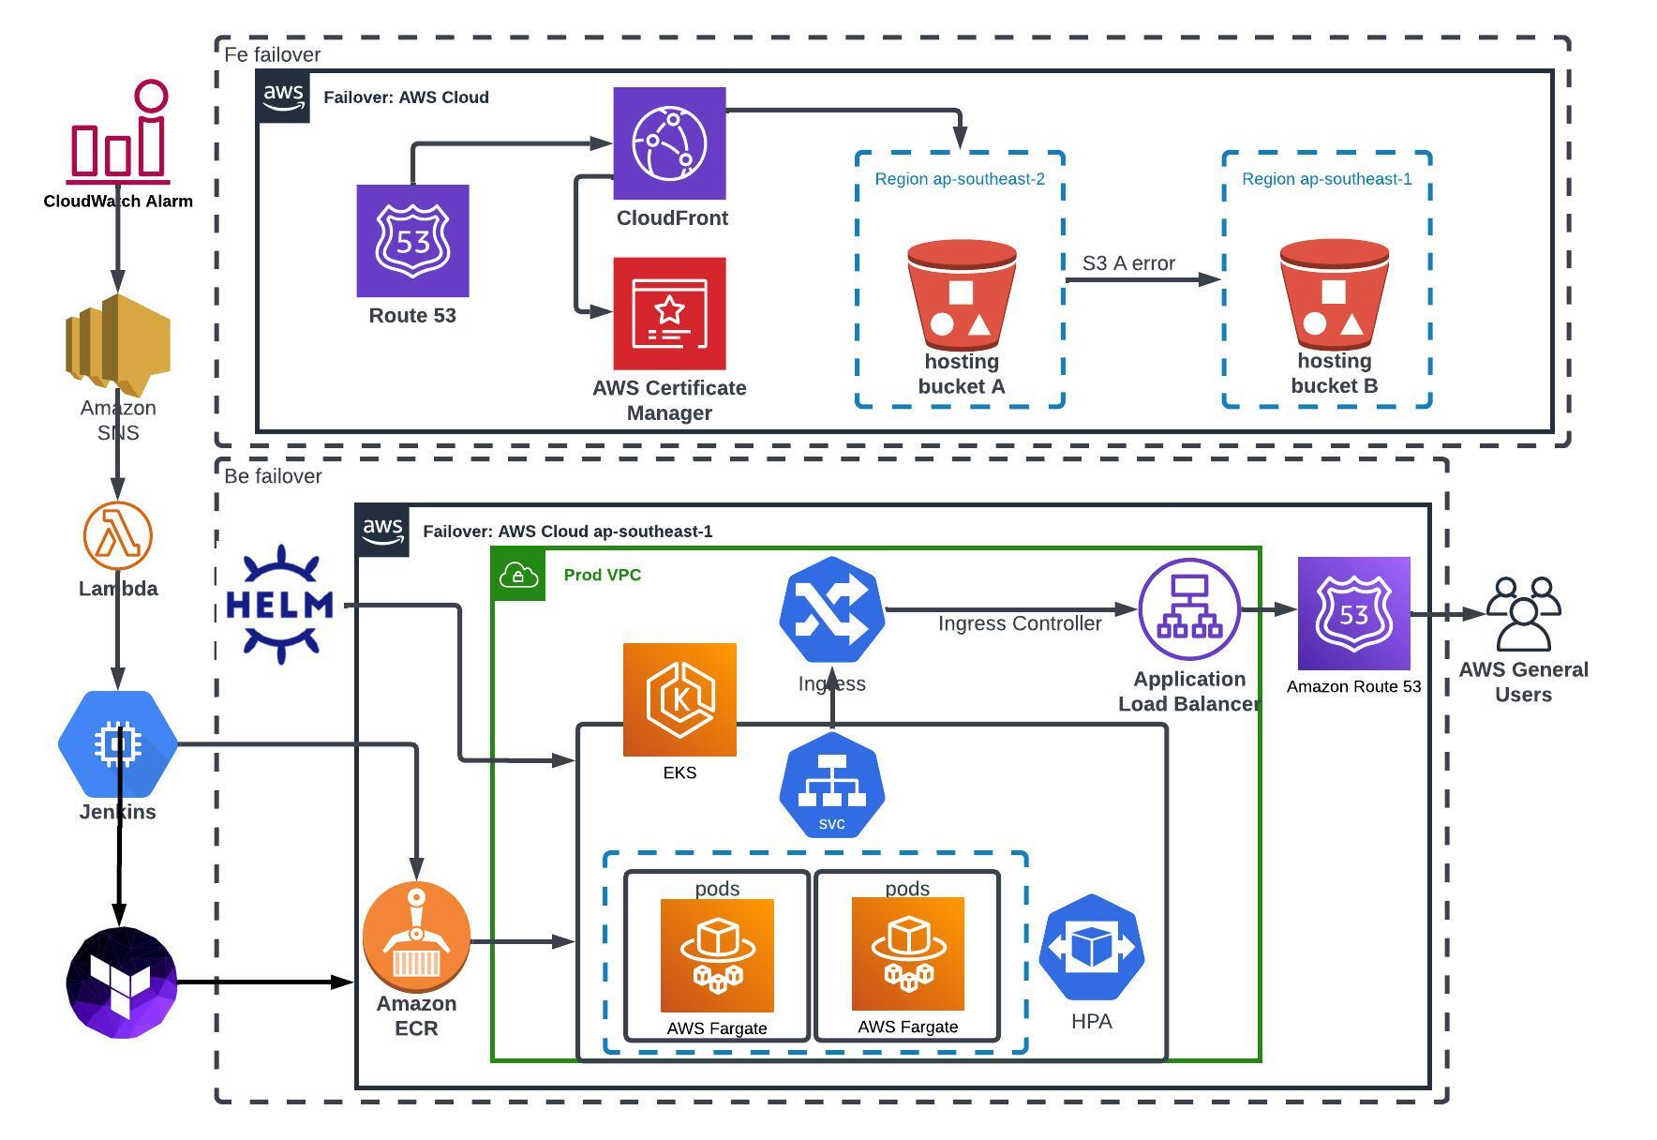 Fe failover
aws
Failover: AWS Cloud
CloudWatch Alarm
53
Route 53
CloudFront
AWS Certificate
Manager
Region ap-southeast-2
hosting
bucket A
S3 A error
Region ap-southeast-1
hosting
bucket B
Amazon
SNS
Be failover
aws
Failover: AWS Cloud ap-southeast-1
Lambda
HELM
Prod VPC
Ingress
Ingress Controller
Application
Load Balancer
53
Amazon Route 53
AWS General
Users
K
EKS
svc
Jenkins
pods
AWS Fargate
pods
AWS Fargate
HPA
Amazon
ECR